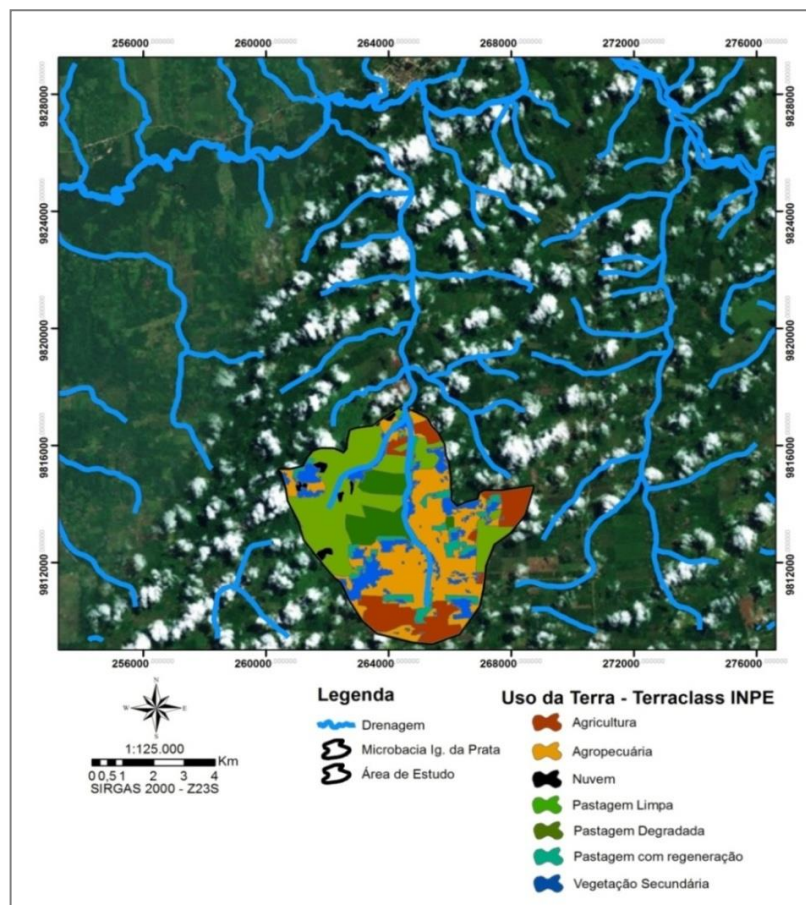 256000 260000 264000 268000 272000 276000
9828000 9828000
9824000 9824000
9820000 9820000
9816000 9816000
9812000 9812000
256000 260000 264000 268000 272000 276000
N
W E
S
1:125.000
0 0,5 1 2 3 4 Km
SIRGAS 2000 - Z23S
Legenda
Drenagem
Microbacia Ig. da Prata
Área de Estudo
Uso da Terra - Terraclass INPE
Agricultura
Agropecuária
Nuvem
Pastagem Limpa
Pastagem Degradada
Pastagem com regeneração
Vegetação Secundária